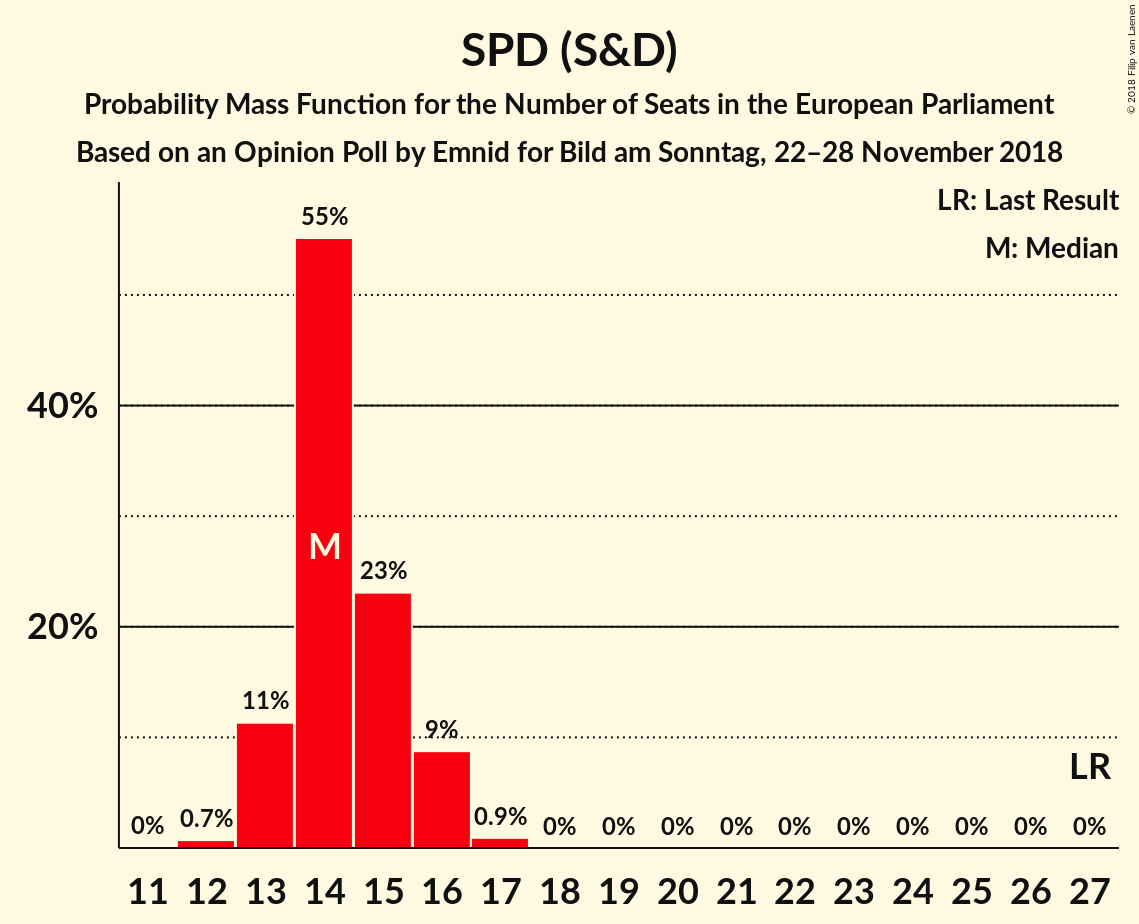 SPD (S&D)
Probability Mass Function for the Number of Seats in the European Parliament
Based on an Opinion Poll by Emnid for Bild am Sonntag, 22–28 November 2018
© 2018 Filip van Laenen
LR: Last Result
M: Median
55%
40%
M
23%
20%
11%
9%
LR
0% 0.7% 0.9% 0% 0% 0% 0% 0% 0% 0% 0% 0% 0%
11 12 13 14 15 16 17 18 19 20 21 22 23 24 25 26 27